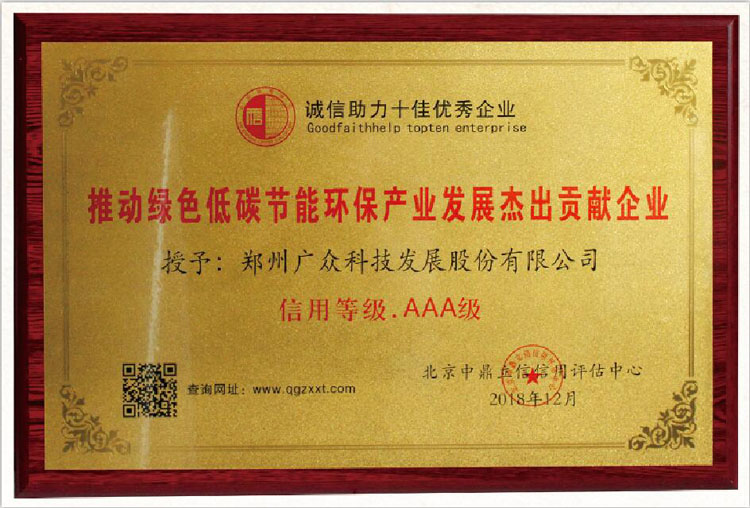 诚信助力十佳优秀企业
Goodfaithhelp topten enterprise
推动绿色低碳节能环保产业发展杰出贡献企业
授予：郑州广众科技发展股份有限公司
信用等级.AAA级
查询网址：www.qgzxxt.com
北京中鼎立信信用评估中心
2018年12月